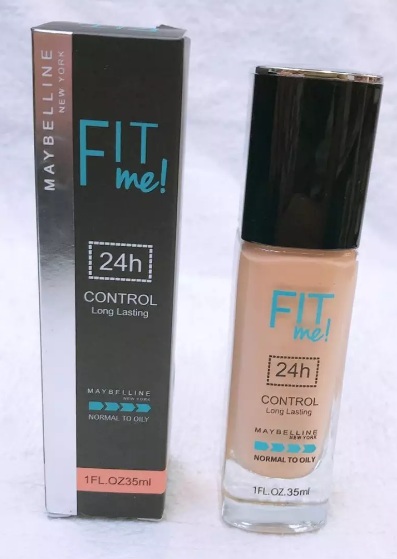 MAYBELLINE
NEW YORK
FIT
me!
24h
CONTROL
Long Lasting
MAYBELLINE
NEW YORK
NORMAL TO OILY
1FL.OZ35ml
FIT
me!
24h
CONTROL
Long Lasting
MAYBELLINE
NEW YORK
NORMAL TO OILY
1FL.OZ.35ml